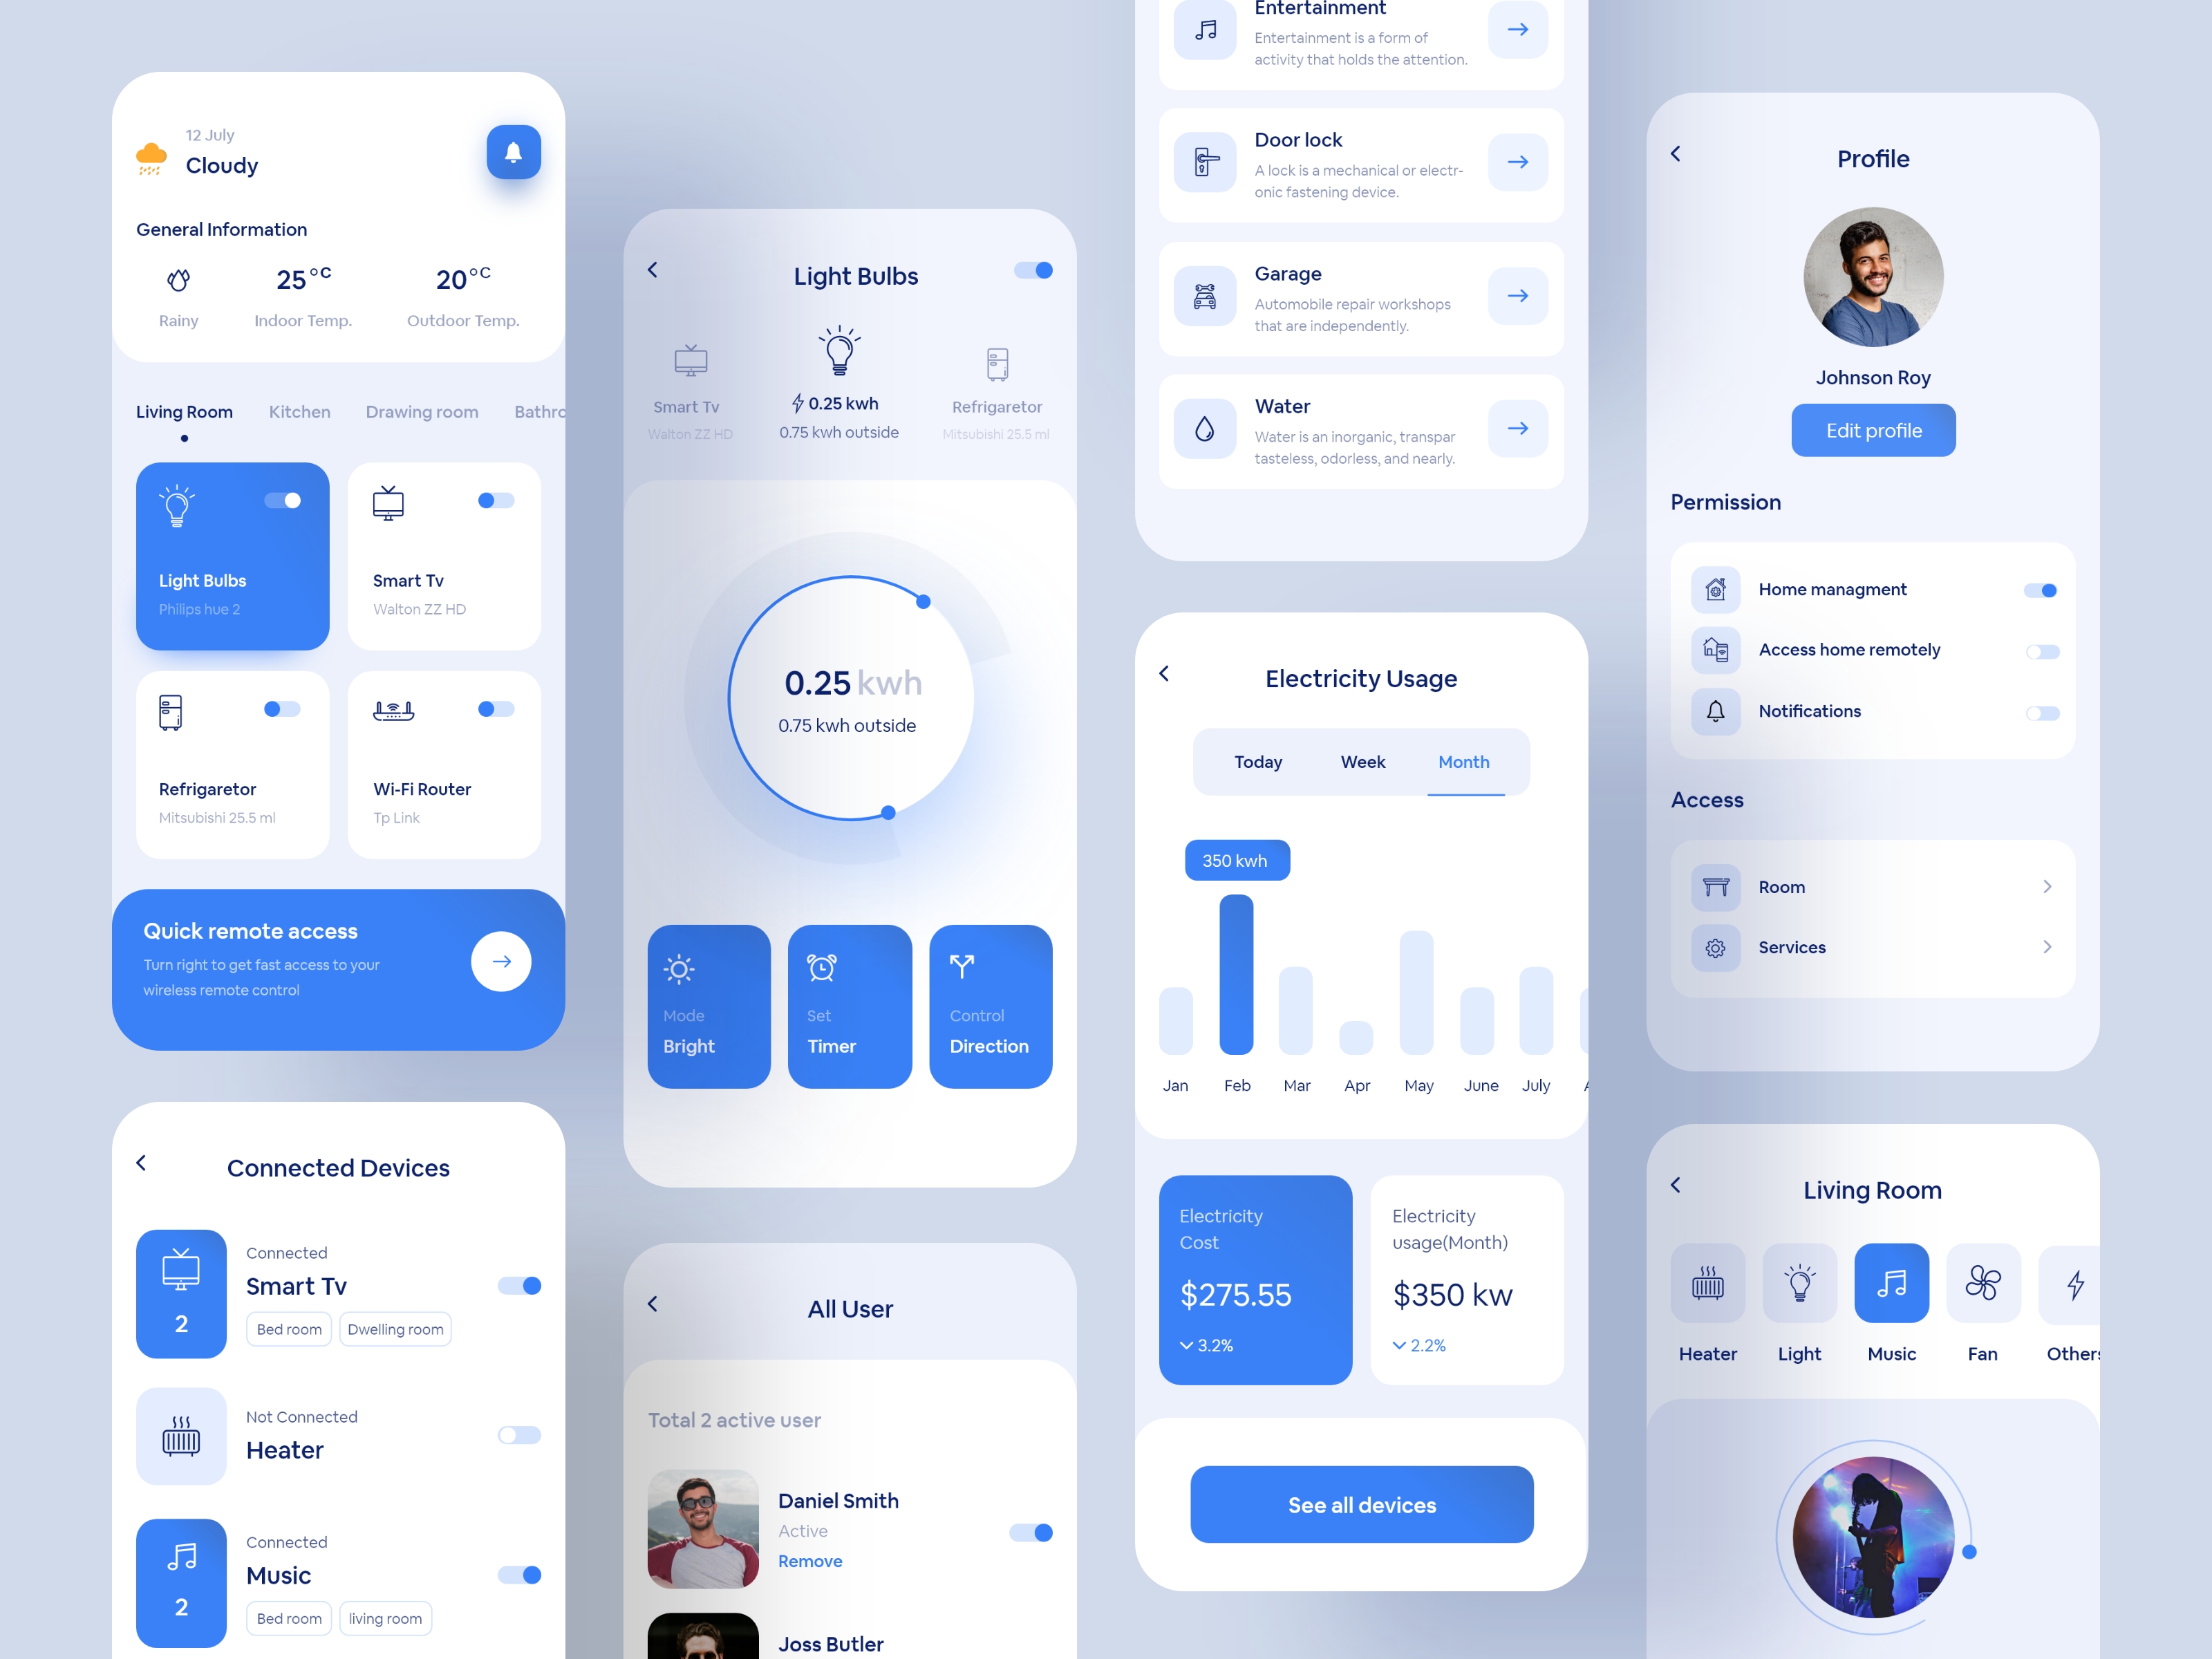 12 July
Cloudy
General Information
25°C
20°C
Rainy
Indoor Temp.
Outdoor Temp.
Living Room
Kitchen
Drawing room
Bathro
Light Bulbs
Philips hue 2
Smart Tv
Walton ZZ HD
Refrigaretor
Mitsubishi 25.5 ml
Wi-Fi Router
Tp Link
Quick remote access
Turn right to get fast access to your
wireless remote control
Connected Devices
2
Connected
Smart Tv
Bed room
Dwelling room
Not Connected
Heater
2
Connected
Music
Bed room
living room
Light Bulbs
Smart Tv
Walton ZZ HD
0.25 kwh
0.75 kwh outside
Refrigaretor
Mitsubishi 25.5 ml
0.25 kwh
0.75 kwh outside
Mode
Bright
Set
Timer
Control
Direction
All User
Total 2 active user
Daniel Smith
Active
Remove
Joss Butler
Entertainment
Entertainment is a form of
activity that holds the attention.
Door lock
A lock is a mechanical or electr-
onic fastening device.
Garage
Automobile repair workshops
that are independently.
Water
Water is an inorganic, transpar
tasteless, odorless, and nearly.
Electricity Usage
Today
Week
Month
350 kwh
Jan
Feb
Mar
Apr
May
June
July
Electricity
Cost
$275.55
3.2%
Electricity
usage(Month)
$350 kw
2.2%
See all devices
Profile
Johnson Roy
Edit profile
Permission
Home managment
Access home remotely
Notifications
Access
Room
Services
Living Room
Heater
Light
Music
Fan
Others